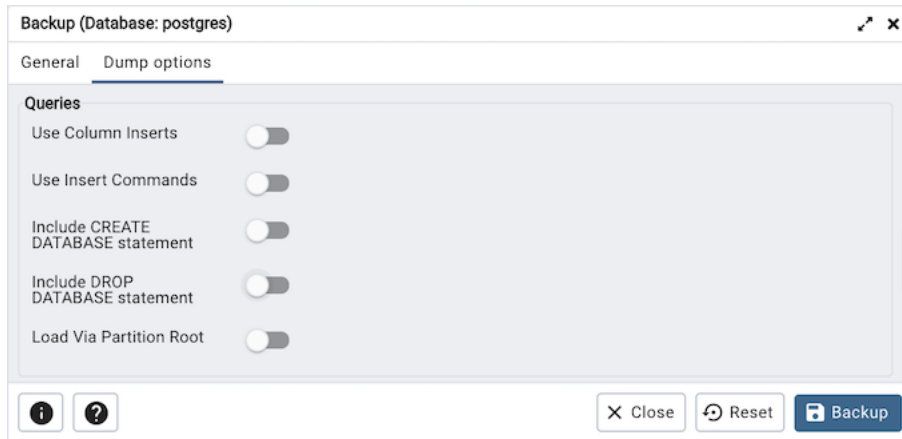 Backup (Database: postgres)
General Dump options
Queries
Use Column Inserts
Use Insert Commands
Include CREATE
DATABASE statement
Include DROP
DATABASE statement
Load Via Partition Root
Close Reset Backup